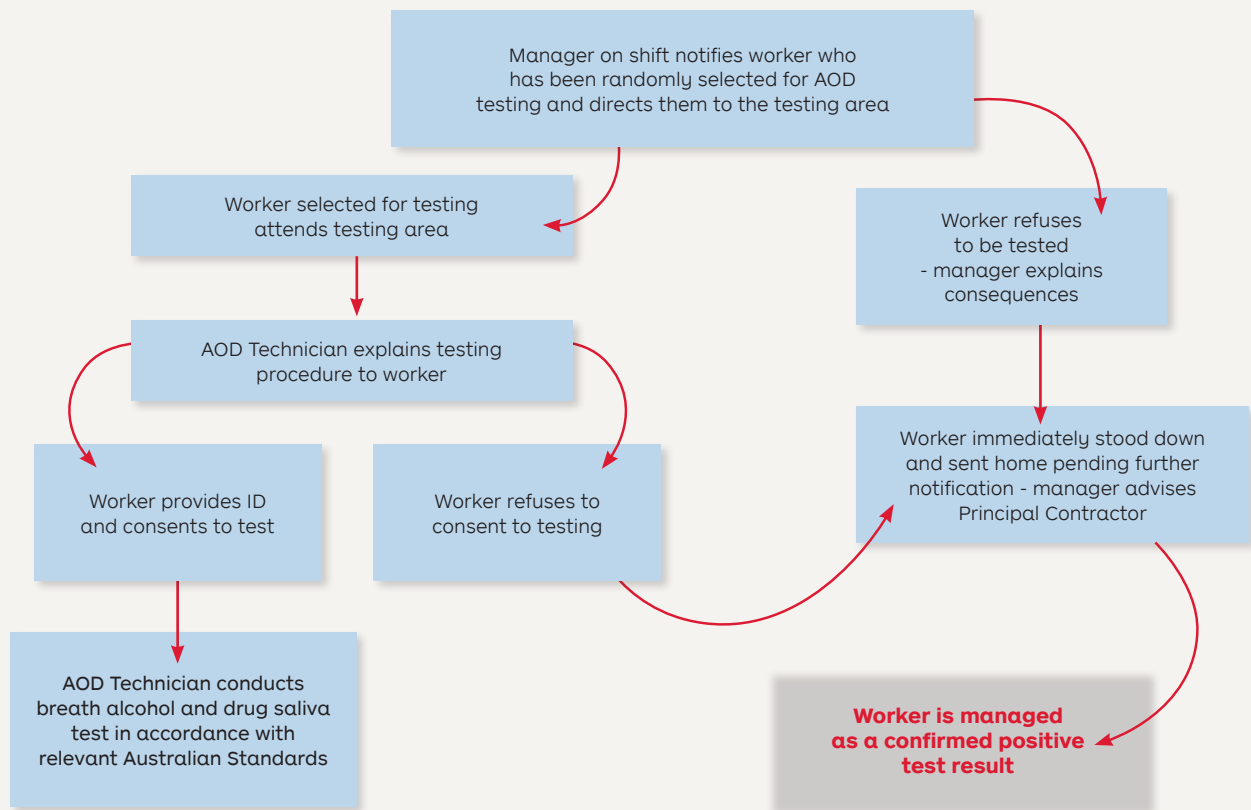 Manager on shift notifies worker who
has been randomly selected for AOD
testing and directs them to the testing area
Worker selected for testing
attends testing area
Worker refuses
to be tested
- manager explains
consequences
AOD Technician explains testing
procedure to worker
Worker immediately stood down
and sent home pending further
notification - manager advises
Principal Contractor
Worker provides ID
and consents to test
Worker refuses to
consent to testing
AOD Technician conducts
breath alcohol and drug saliva
test in accordance with
relevant Australian Standards
Worker is managed
as a confirmed positive
test result